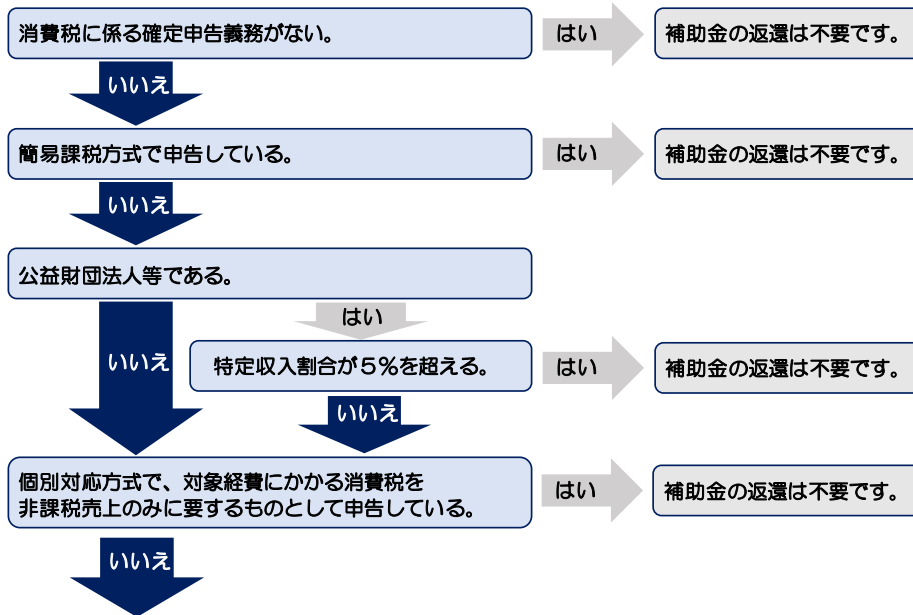 消費税に係る確定申告義務がない。
はい
補助金の返還は不要です。
いいえ
簡易課税方式で申告している。
はい
補助金の返還は不要です。
いいえ
公益財団法人等である。
はい
いいえ
特定収入割合が５％を超える。
はい
補助金の返還は不要です。
いいえ
個別対応方式で、対象経費にかかる消費税を
非課税売上のみに要するものとして申告している。
はい
補助金の返還は不要です。
いいえ